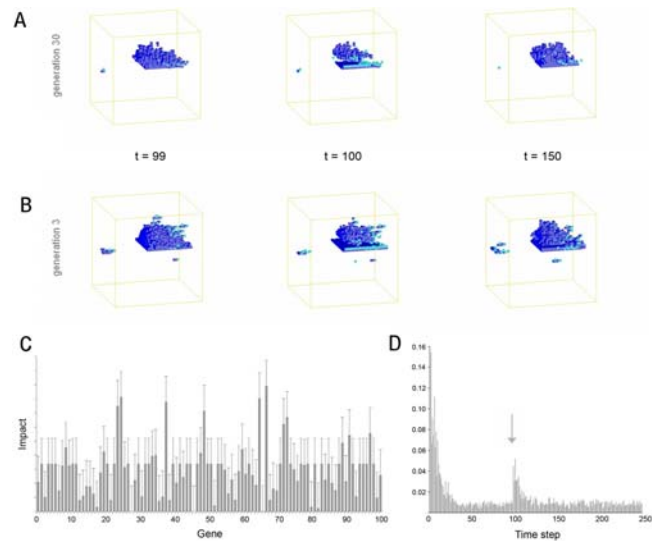 A
generation 30
t = 99
t = 100
t = 150
B
generation 3
C
Impact
0
10
20
30
40
50
60
70
80
90
100
Gene
D
0.16
0.14
0.12
0.10
0.08
0.06
0.04
0.02
0
50
100
150
200
250
Time step